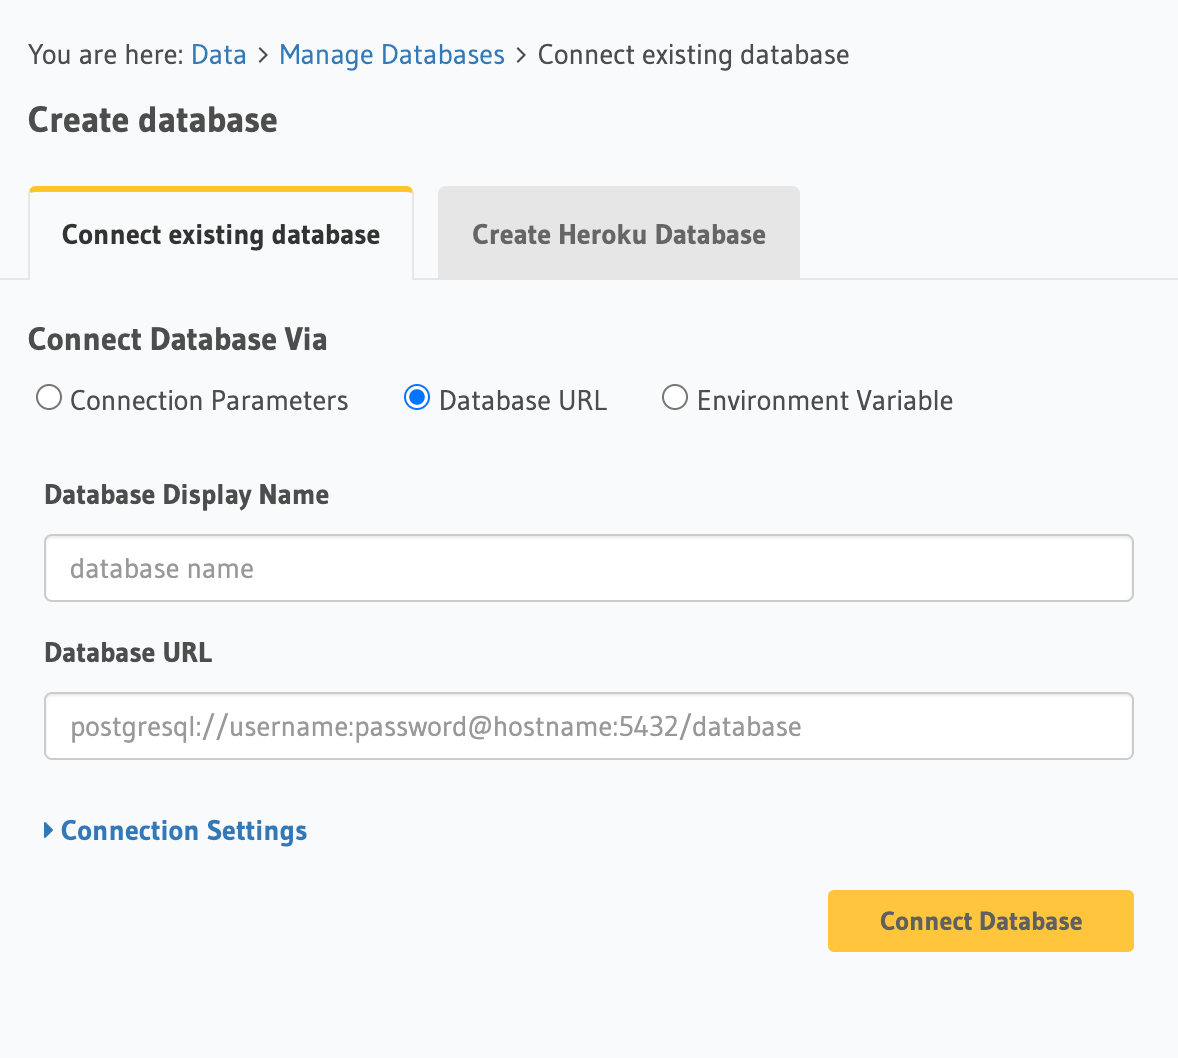 You are here: Data > Manage Databases > Connect existing database
Create database
Connect existing database
Create Heroku Database
Connect Database Via
Connection Parameters
Database URL
Environment Variable
Database Display Name
database name
Database URL
postgresql://username:password@hostname:5432/database
Connection Settings
Connect Database